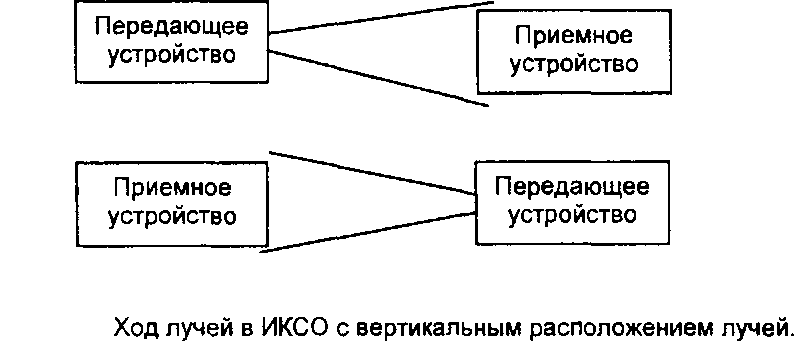 Передающее
устройство
Приемное
устройство
Приемное
устройство
Передающее
устройство
Ход лучей в ИКСО с вертикальным расположением лучей.